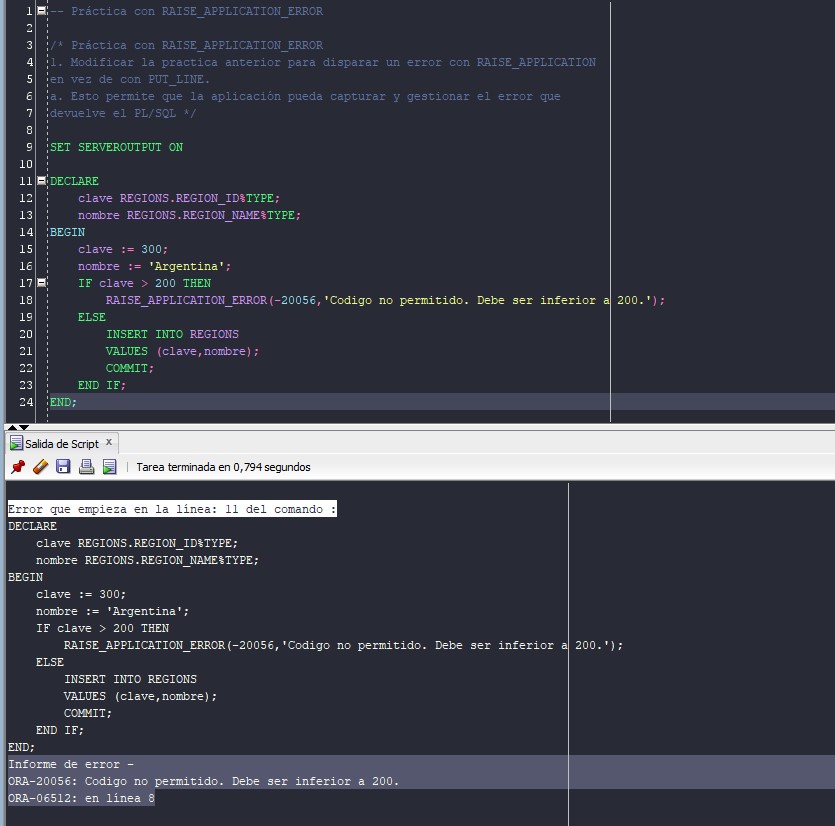 1 -- Práctica con RAISE_APPLICATION_ERROR
2
3 /* Práctica con RAISE_APPLICATION_ERROR
4 1. Modificar la practica anterior para disparar un error con RAISE_APPLICATION
5 en vez de con PUT_LINE.
6 a. Esto permite que la aplicación pueda capturar y gestionar el error que
7 devuelve el PL/SQL */
8
9 SET SERVEROUTPUT ON
10
11 DECLARE
12     clave REGIONS.REGION_ID%TYPE;
13     nombre REGIONS.REGION_NAME%TYPE;
14 BEGIN
15     clave := 300;
16     nombre := 'Argentina';
17     IF clave > 200 THEN
18         RAISE_APPLICATION_ERROR(-20056,'Codigo no permitido. Debe ser inferior a 200.');
19     ELSE
20         INSERT INTO REGIONS
21         VALUES (clave,nombre);
22         COMMIT;
23     END IF;
24 END;
Salida de Script x
Tarea terminada en 0,794 segundos
Error que empieza en la línea: 11 del comando :
DECLARE
    clave REGIONS.REGION_ID%TYPE;
    nombre REGIONS.REGION_NAME%TYPE;
BEGIN
    clave := 300;
    nombre := 'Argentina';
    IF clave > 200 THEN
        RAISE_APPLICATION_ERROR(-20056,'Codigo no permitido. Debe ser inferior a 200.');
    ELSE
        INSERT INTO REGIONS
        VALUES (clave,nombre);
        COMMIT;
    END IF;
END;
Informe de error -
ORA-20056: Codigo no permitido. Debe ser inferior a 200.
ORA-06512: en línea 8